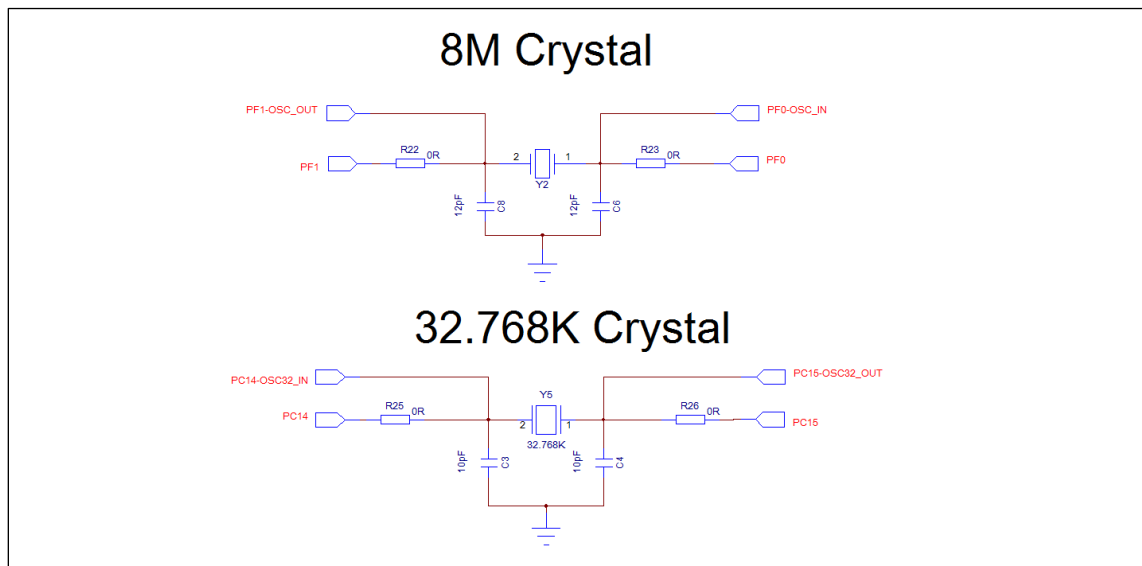 8M Crystal
PF1-OSC_OUT
PF0-OSC_IN
R22
0R
R23
0R
PF1
2
1
PF0
Y2
12pF
C8
12pF
C6
32.768K Crystal
PC14-OSC32_IN
PC15-OSC32_OUT
R25
0R
Y5
R26
0R
PC14
2
1
PC15
32.768K
10pF
C3
10pF
C4